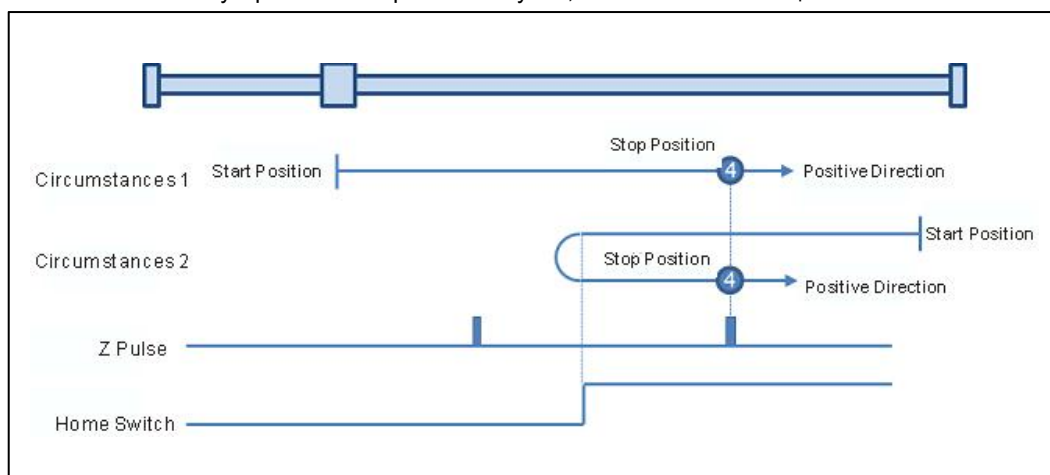 Stop Position
Circumstances 1 Start Position 4 Positive Direction
Start Position
Circumstances 2 Stop Position 4 Positive Direction
Z Pulse
Home Switch